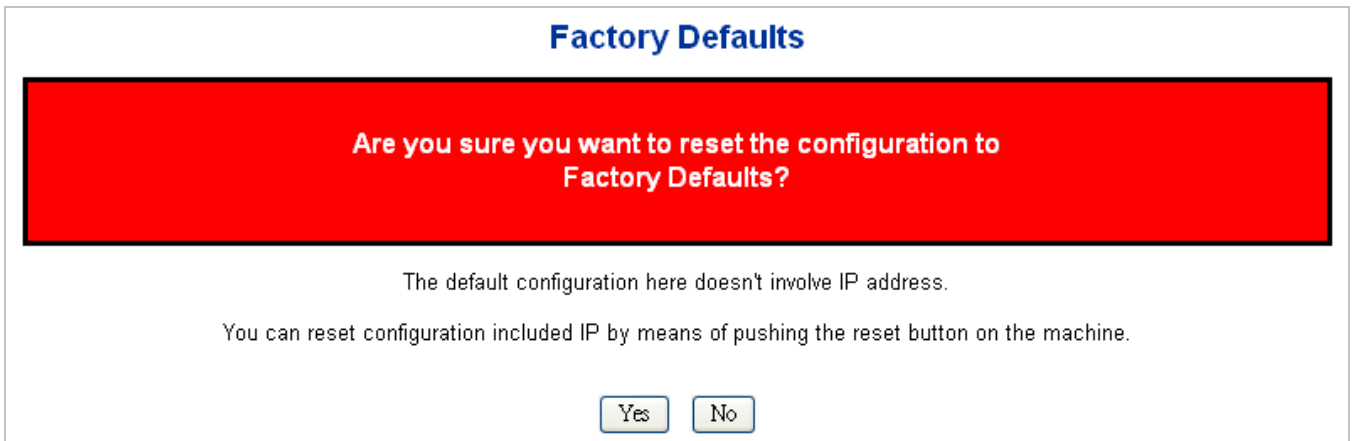 Factory Defaults
Are you sure you want to reset the configuration to
Factory Defaults?
The default configuration here doesn't involve IP address.
You can reset configuration included IP by means of pushing the reset button on the machine.
Yes No